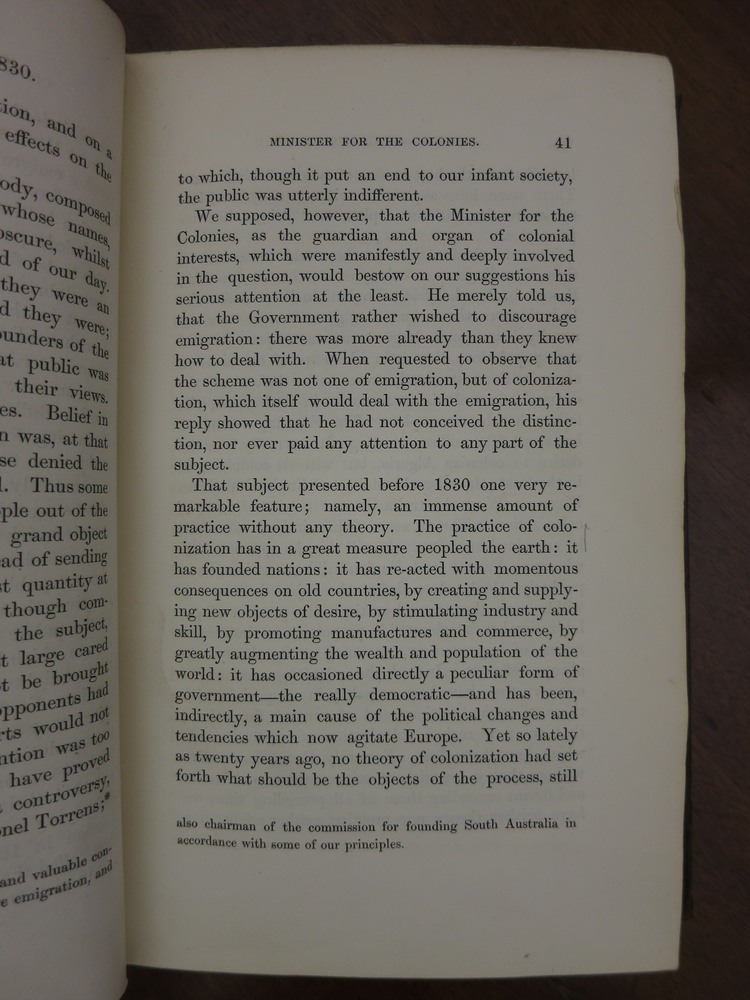 830.
tion, and on a
effects on the
ody, composed
whose names,
bscure, whilst
d of our day.
they were an
d they were;
ounders of the
at public was
their views.
es. Belief in
n was, at that
se denied the
l. Thus some
ple out of the
grand object
ad of sending
st quantity at
though com-
the subject,
t large cared
t be brought
pponents had
rts would not
ntion was too
have proved
controversy,
nel Torrens;*
and valuable con-
e emigration, and
MINISTER FOR THE COLONIES. 41
to which, though it put an end to our infant society,
the public was utterly indifferent.
We supposed, however, that the Minister for the
Colonies, as the guardian and organ of colonial
interests, which were manifestly and deeply involved
in the question, would bestow on our suggestions his
serious attention at the least. He merely told us,
that the Government rather wished to discourage
emigration: there was more already than they knew
how to deal with. When requested to observe that
the scheme was not one of emigration, but of coloniza-
tion, which itself would deal with the emigration, his
reply showed that he had not conceived the distinc-
tion, nor ever paid any attention to any part of the
subject.
That subject presented before 1830 one very re-
markable feature; namely, an immense amount of
practice without any theory. The practice of colo-
nization has in a great measure peopled the earth: it
has founded nations: it has re-acted with momentous
consequences on old countries, by creating and supply-
ing new objects of desire, by stimulating industry and
skill, by promoting manufactures and commerce, by
greatly augmenting the wealth and population of the
world: it has occasioned directly a peculiar form of
government—the really democratic—and has been,
indirectly, a main cause of the political changes and
tendencies which now agitate Europe. Yet so lately
as twenty years ago, no theory of colonization had set
forth what should be the objects of the process, still
also chairman of the commission for founding South Australia in
accordance with some of our principles.